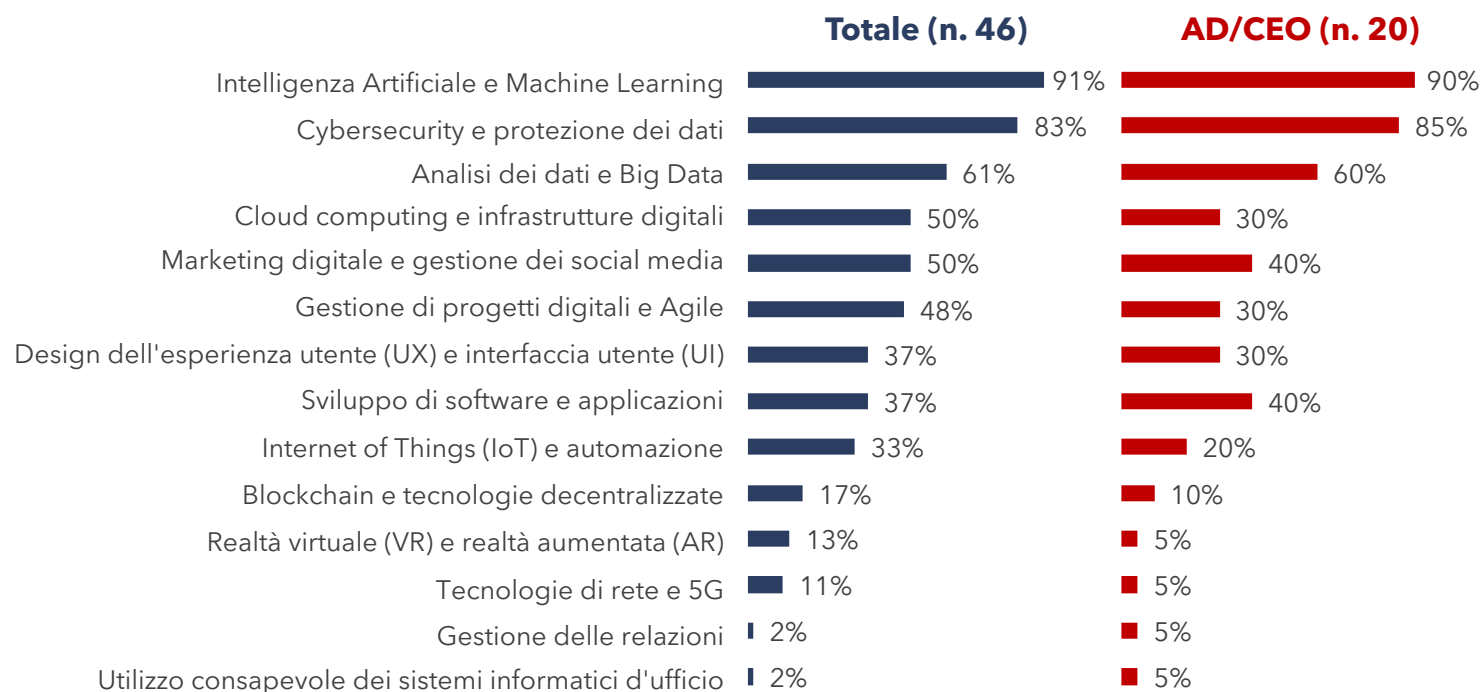 Totale (n. 46) AD/CEO (n. 20)
Intelligenza Artificiale e Machine Learning 91% 90%
Cybersecurity e protezione dei dati 83% 85%
Analisi dei dati e Big Data 61% 60%
Cloud computing e infrastrutture digitali 50% 30%
Marketing digitale e gestione dei social media 50% 40%
Gestione di progetti digitali e Agile 48% 30%
Design dell'esperienza utente (UX) e interfaccia utente (UI) 37% 30%
Sviluppo di software e applicazioni 37% 40%
Internet of Things (IoT) e automazione 33% 20%
Blockchain e tecnologie decentralizzate 17% 10%
Realtà virtuale (VR) e realtà aumentata (AR) 13% 5%
Tecnologie di rete e 5G 11% 5%
Gestione delle relazioni 2% 5%
Utilizzo consapevole dei sistemi informatici d'ufficio 2% 5%